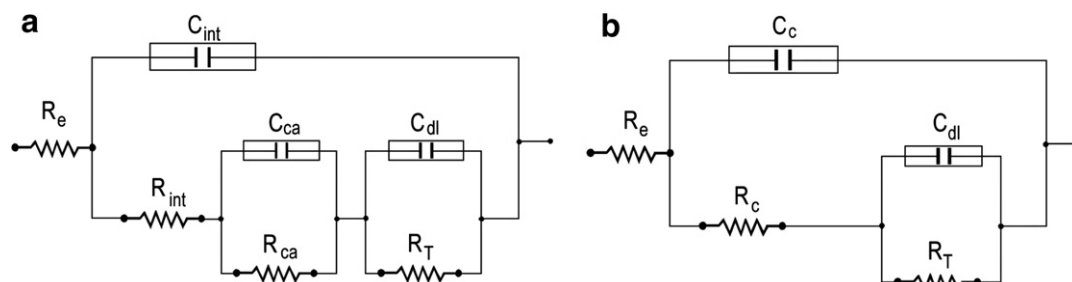 a
C_int
R_e
C_ca
C_dl
R_int
R_ca
R_T
b
C_c
R_e
C_dl
R_c
R_T